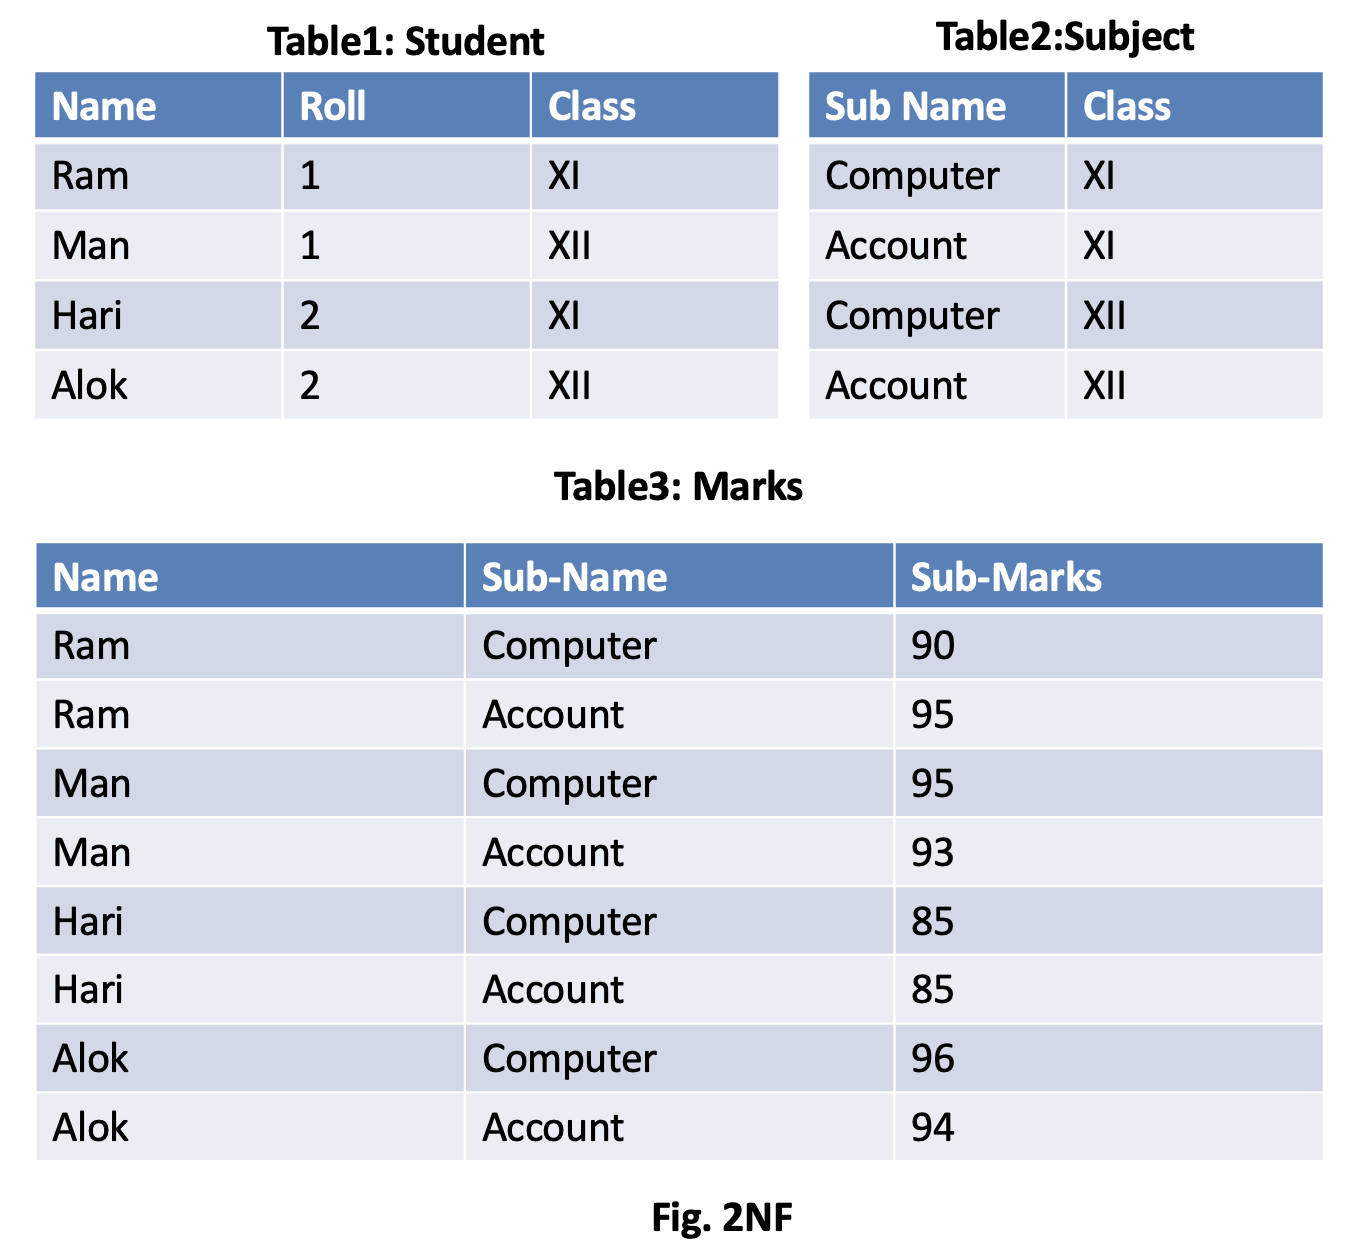 Table1: Student
Name Roll Class
Ram 1 XI
Man 1 XII
Hari 2 XI
Alok 2 XII
Table2:Subject
Sub Name Class
Computer XI
Account XI
Computer XII
Account XII
Table3: Marks
Name Sub-Name Sub-Marks
Ram Computer 90
Ram Account 95
Man Computer 95
Man Account 93
Hari Computer 85
Hari Account 85
Alok Computer 96
Alok Account 94
Fig. 2NF